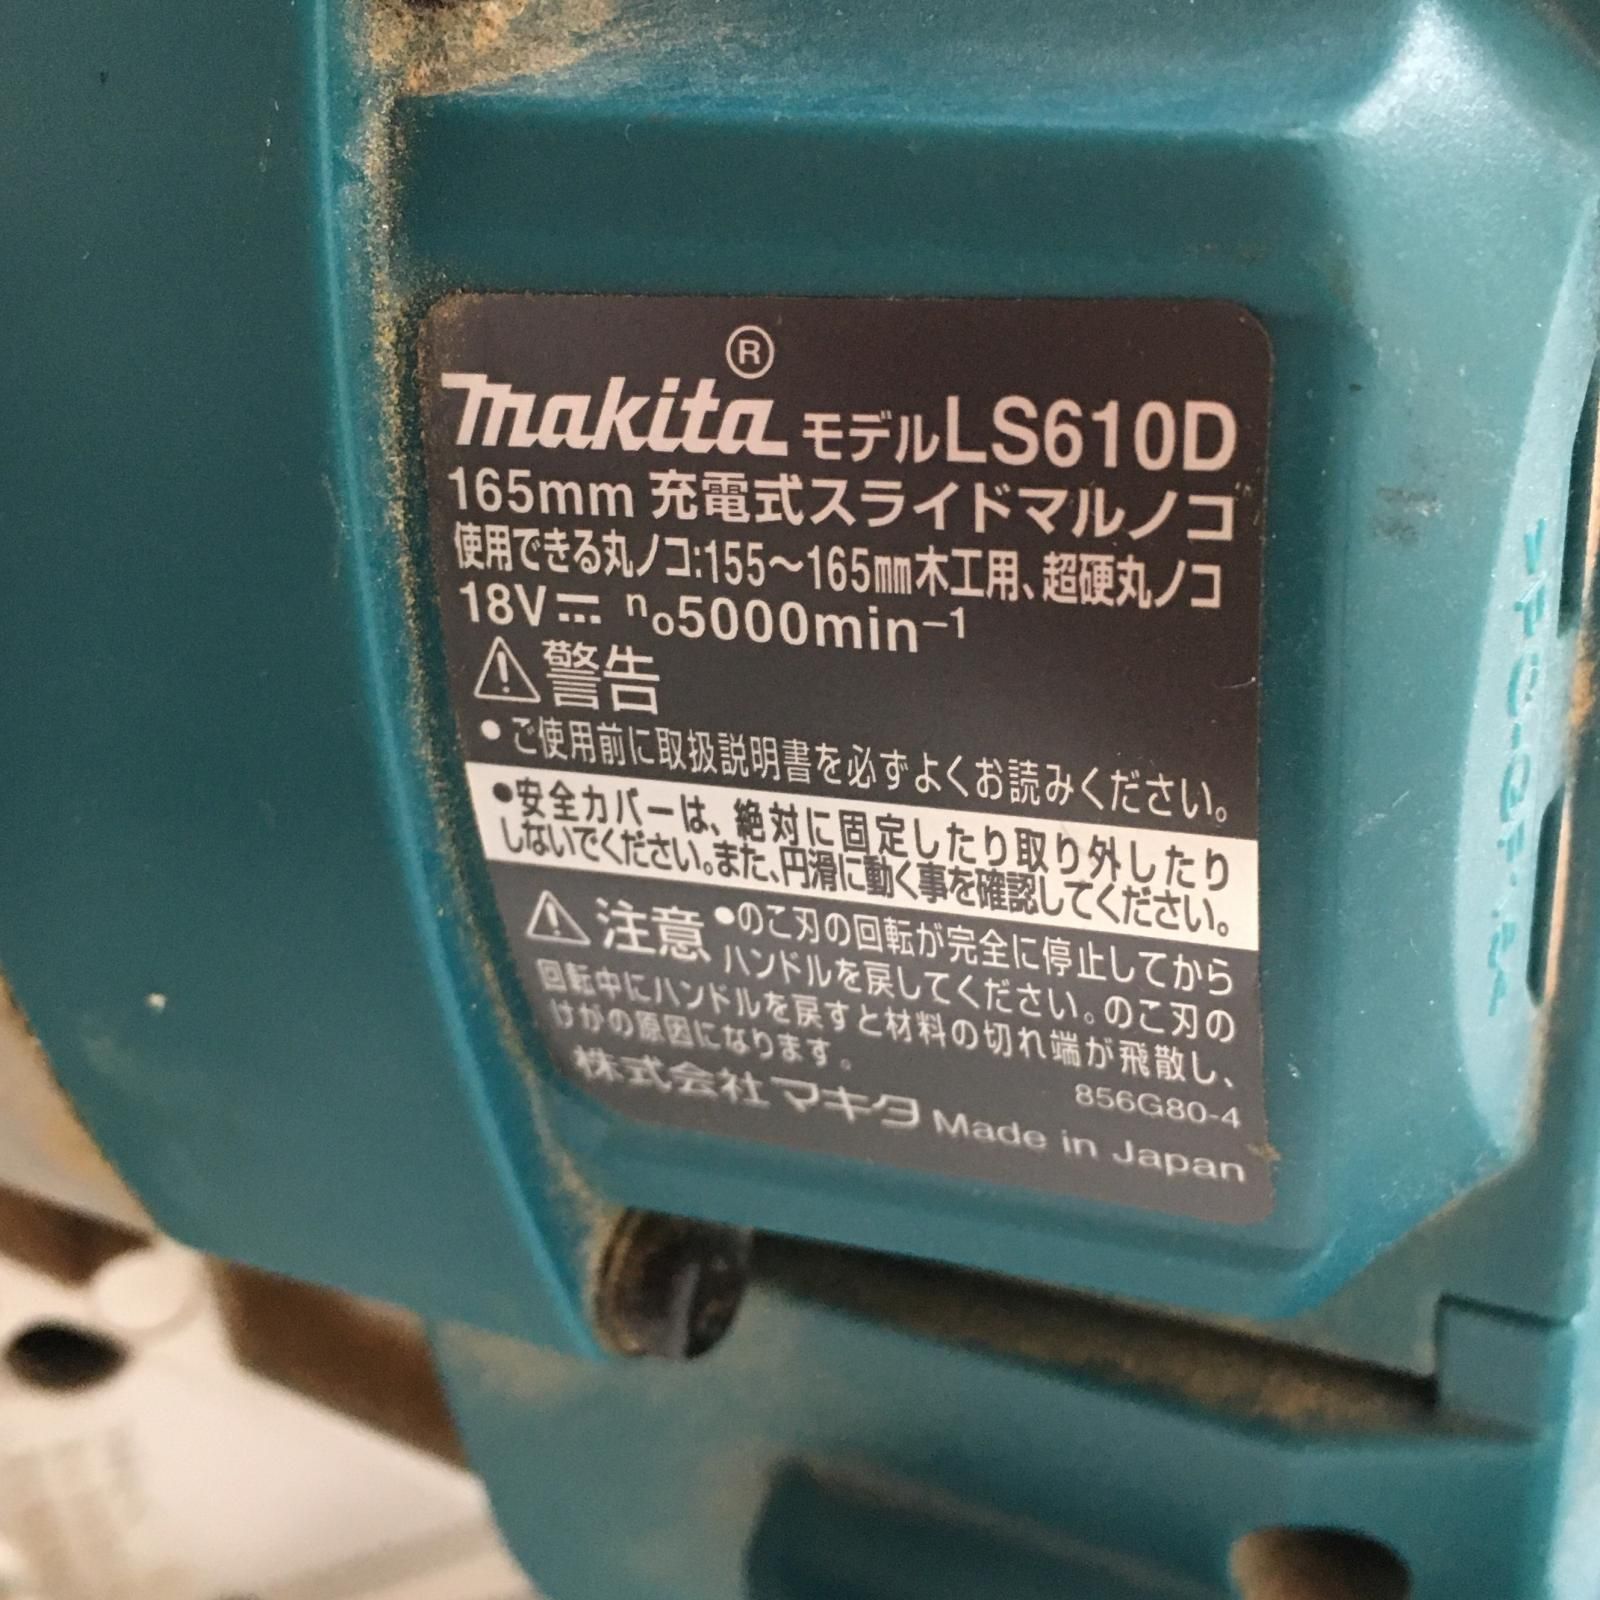 makita® モデルLS610D
165mm 充電式スライドマルノコ
使用できる丸ノコ:155～165㎜木工用、超硬丸ノコ
18V⎓ no5000min⁻¹
⚠警告
●ご使用前に取扱説明書を必ずよくお読みください。
●安全カバーは、絶対に固定したり取り外したり
しないでください。また、円滑に動く事を確認してください。
⚠注意 ●のこ刃の回転が完全に停止してから
ハンドルを戻してください。のこ刃の
回転中にハンドルを戻すと材料の切れ端が飛散し、
けがの原因になります。
856G80-4
株式会社マキタ Made in Japan